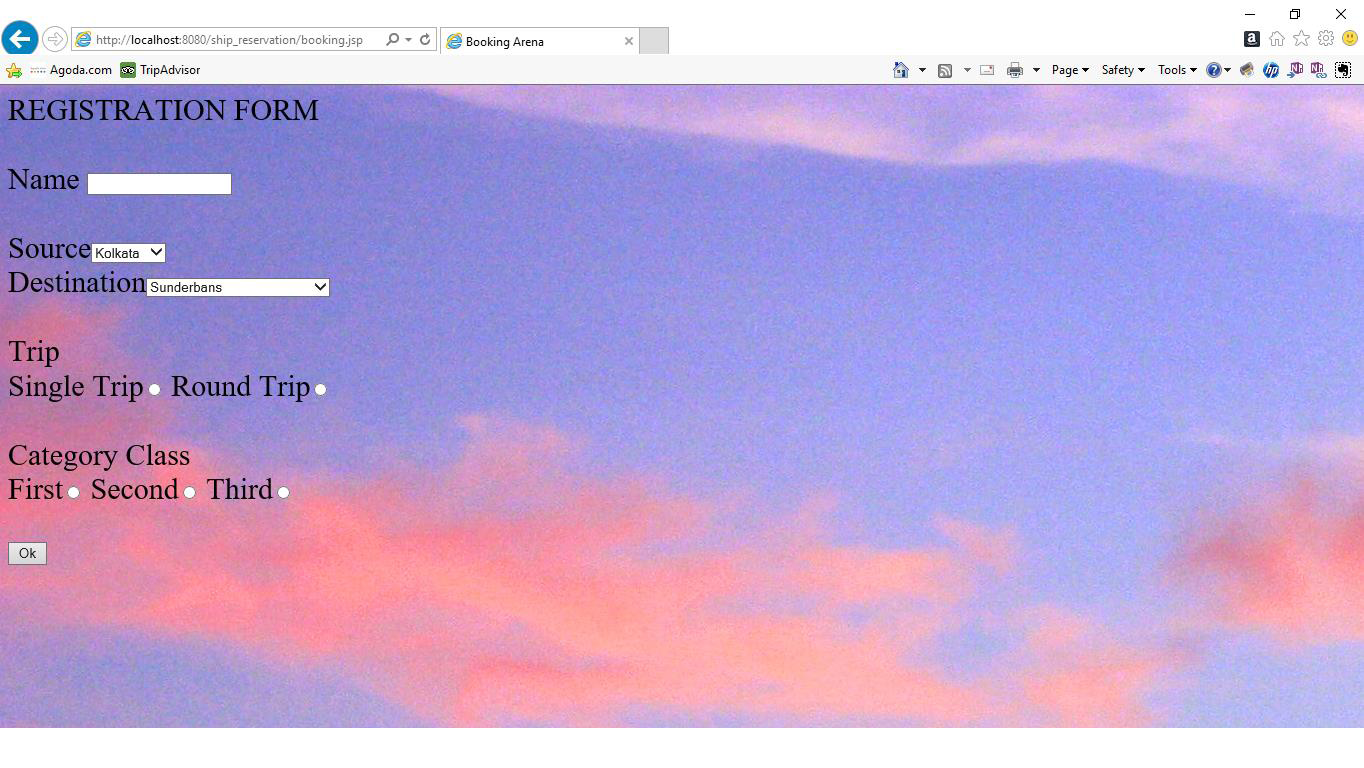 http://localhost:8080/ship_reservation/booking.jsp
Booking Arena
Agoda.com TripAdvisor
Page Safety Tools
REGISTRATION FORM
Name
Source Kolkata
Destination Sunderbans
Trip
Single Trip Round Trip
Category Class
First Second Third
Ok